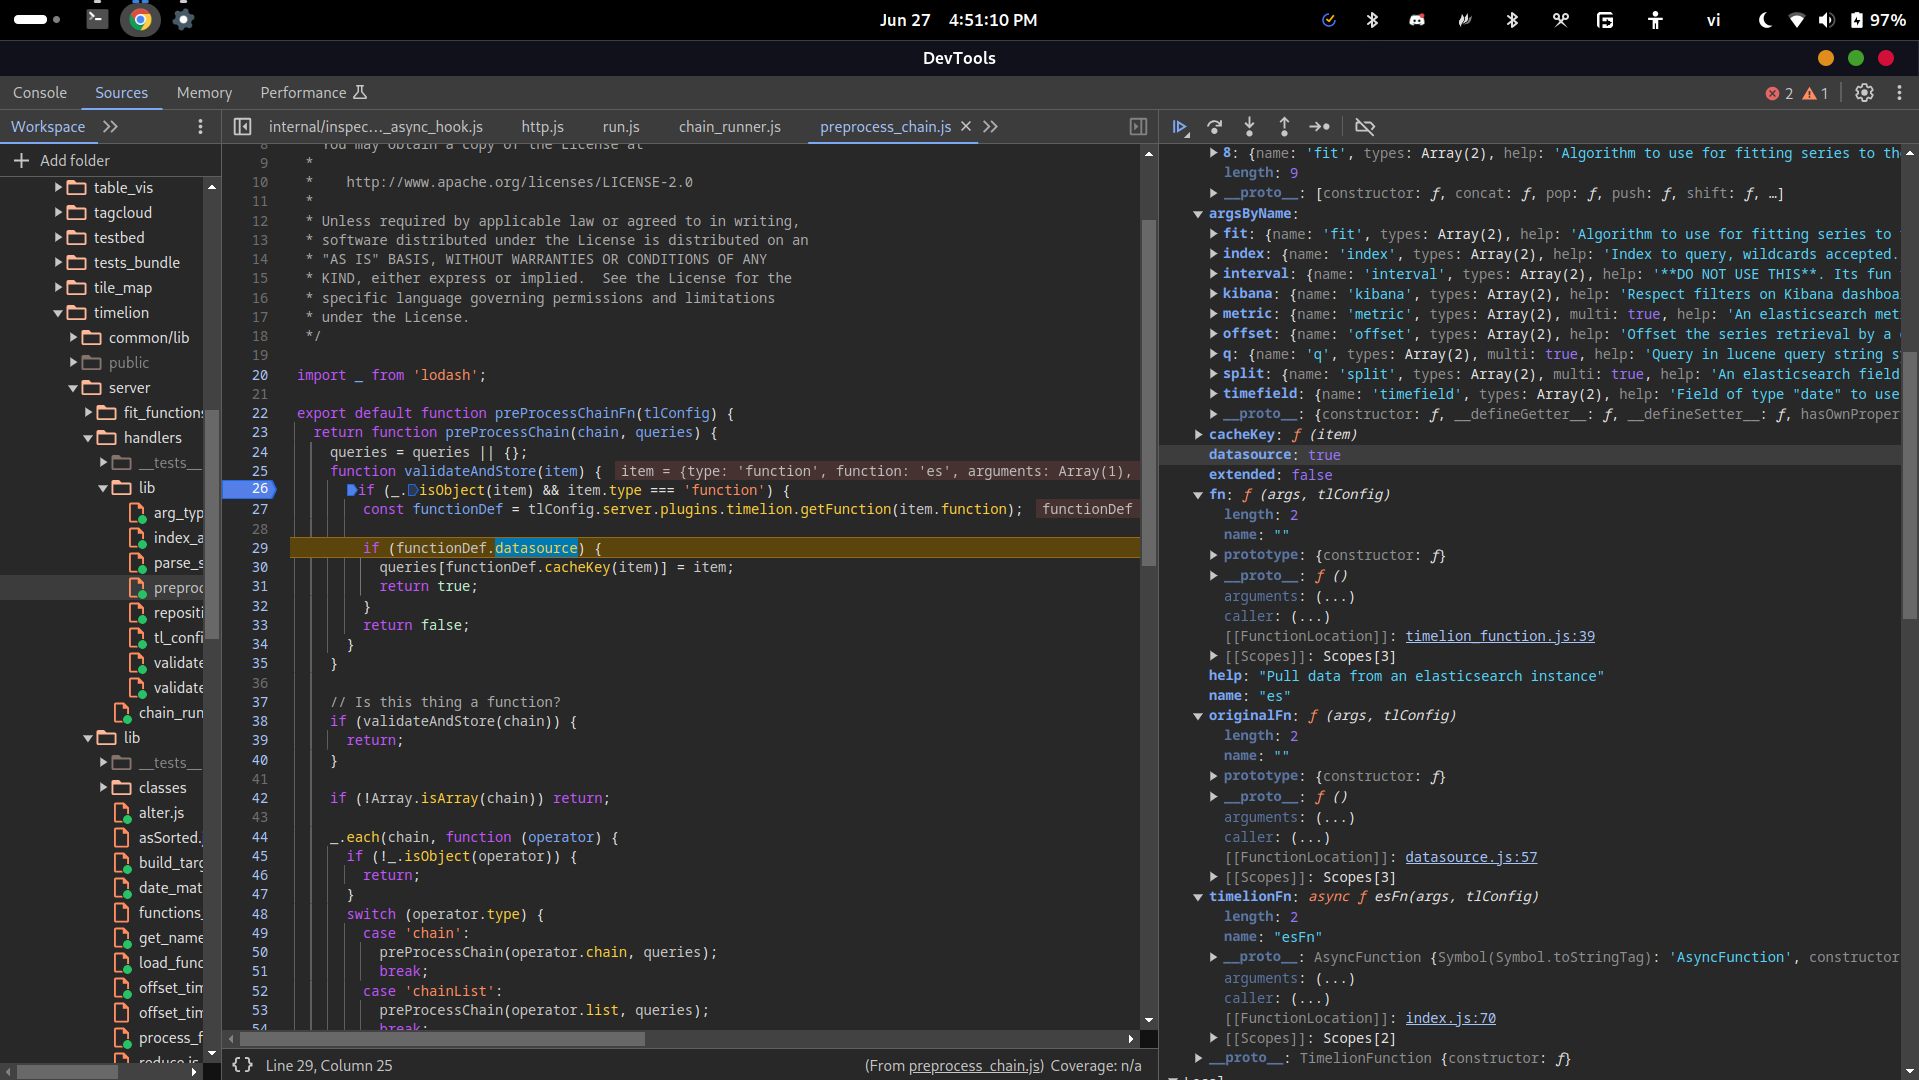 Jun 27 4:51:10 PM
vi
97%
DevTools
Console
Sources
Memory
Performance
2
1
Workspace
Add folder
table_vis
tagcloud
testbed
tests_bundle
tile_map
timelion
common/lib
public
server
fit_functions
handlers
__tests__
lib
arg_typ
index_a
parse_s
preproc
repositi
tl_confi
validate
validate
chain_run
lib
__tests__
classes
alter.js
asSorted.
build_targ
date_mat
functions_
get_name
load_func
offset_tim
offset_tim
process_f
reduce.js
internal/inspec…_async_hook.js
http.js
run.js
chain_runner.js
preprocess_chain.js
8 You may obtain a copy of the License at
9 *
10 * http://www.apache.org/licenses/LICENSE-2.0
11 *
12 * Unless required by applicable law or agreed to in writing,
13 * software distributed under the License is distributed on an
14 * "AS IS" BASIS, WITHOUT WARRANTIES OR CONDITIONS OF ANY
15 * KIND, either express or implied.  See the License for the
16 * specific language governing permissions and limitations
17 * under the License.
18 */
19
20 import _ from 'lodash';
21
22 export default function preProcessChainFn(tlConfig) {
23 return function preProcessChain(chain, queries) {
24 queries = queries || {};
25 function validateAndStore(item) { item = {type: 'function', function: 'es', arguments: Array(1),
26 if (_.isObject(item) && item.type === 'function') {
27 const functionDef = tlConfig.server.plugins.timelion.getFunction(item.function); functionDef
28
29 if (functionDef.datasource) {
30 queries[functionDef.cacheKey(item)] = item;
31 return true;
32 }
33 return false;
34 }
35 }
36
37 // Is this thing a function?
38 if (validateAndStore(chain)) {
39 return;
40 }
41
42 if (!Array.isArray(chain)) return;
43
44 _.each(chain, function (operator) {
45 if (!_.isObject(operator)) {
46 return;
47 }
48 switch (operator.type) {
49 case 'chain':
50 preProcessChain(operator.chain, queries);
51 break;
52 case 'chainList':
53 preProcessChain(operator.list, queries);
54 break;
{} Line 29, Column 25
(From preprocess_chain.js) Coverage: n/a
8: {name: 'fit', types: Array(2), help: 'Algorithm to use for fitting series to the
length: 9
__proto__: [constructor: ƒ, concat: ƒ, pop: ƒ, push: ƒ, shift: ƒ, …]
argsByName:
fit: {name: 'fit', types: Array(2), help: 'Algorithm to use for fitting series to
index: {name: 'index', types: Array(2), help: 'Index to query, wildcards accepted.
interval: {name: 'interval', types: Array(2), help: '**DO NOT USE THIS**. Its fun
kibana: {name: 'kibana', types: Array(2), help: 'Respect filters on Kibana dashboa
metric: {name: 'metric', types: Array(2), multi: true, help: 'An elasticsearch met
offset: {name: 'offset', types: Array(2), help: 'Offset the series retrieval by a
q: {name: 'q', types: Array(2), multi: true, help: 'Query in lucene query string s
split: {name: 'split', types: Array(2), multi: true, help: 'An elasticsearch field
timefield: {name: 'timefield', types: Array(2), help: 'Field of type "date" to use
__proto__: {constructor: ƒ, __defineGetter__: ƒ, __defineSetter__: ƒ, hasOwnProper
cacheKey: ƒ (item)
datasource: true
extended: false
fn: ƒ (args, tlConfig)
length: 2
name: ""
prototype: {constructor: ƒ}
__proto__: ƒ ()
arguments: (...)
caller: (...)
[[FunctionLocation]]: timelion_function.js:39
[[Scopes]]: Scopes[3]
help: "Pull data from an elasticsearch instance"
name: "es"
originalFn: ƒ (args, tlConfig)
length: 2
name: ""
prototype: {constructor: ƒ}
__proto__: ƒ ()
arguments: (...)
caller: (...)
[[FunctionLocation]]: datasource.js:57
[[Scopes]]: Scopes[3]
timelionFn: async ƒ esFn(args, tlConfig)
length: 2
name: "esFn"
__proto__: AsyncFunction {Symbol(Symbol.toStringTag): 'AsyncFunction', constructor
arguments: (...)
caller: (...)
[[FunctionLocation]]: index.js:70
[[Scopes]]: Scopes[2]
__proto__: TimelionFunction {constructor: ƒ}